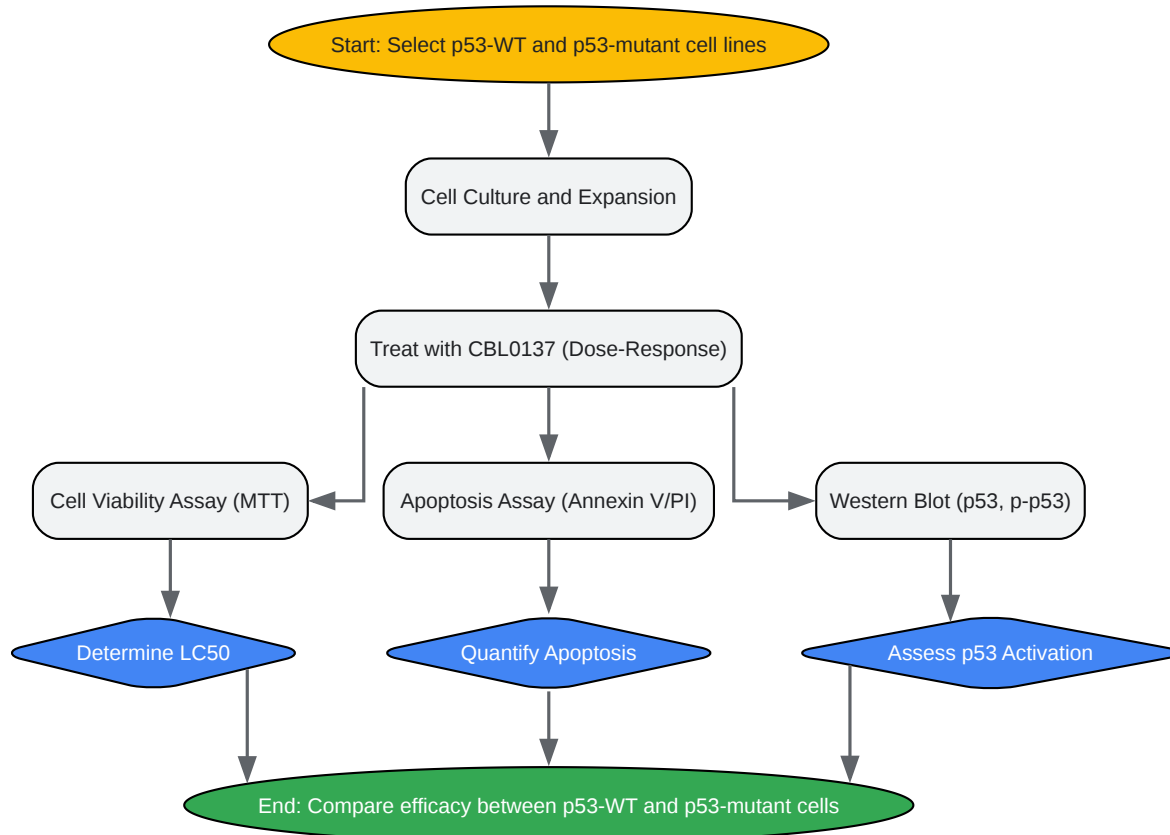 Start: Select p53-WT and p53-mutant cell lines
Cell Culture and Expansion
Treat with CBL0137 (Dose-Response)
Cell Viability Assay (MTT)
Apoptosis Assay (Annexin V/PI)
Western Blot (p53, p-p53)
Determine LC50
Quantify Apoptosis
Assess p53 Activation
End: Compare efficacy between p53-WT and p53-mutant cells